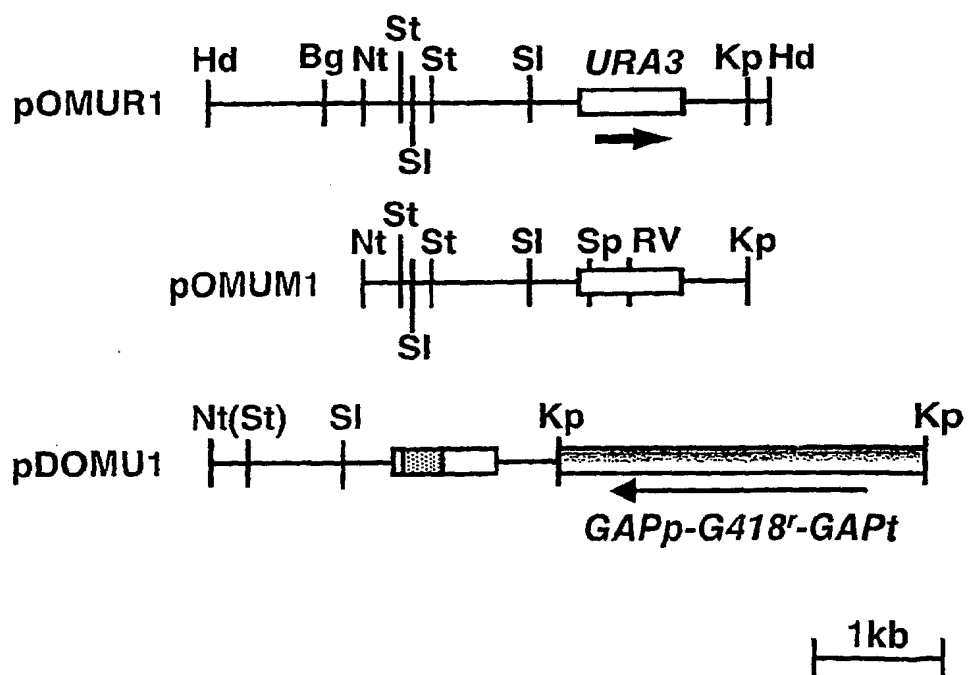 St
Hd Bg Nt St Sl URA3 Kp Hd
pOMUR1
Sl
St
Nt St Sl Sp RV Kp
pOMUM1
Sl
Nt(St) Sl Kp Kp
pDOMU1
GAPp-G418ʳ-GAPt
1kb